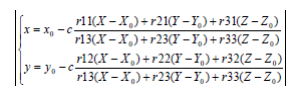 x = x₀ - c r11(X - X₀) + r21(Y - Y₀) + r31(Z - Z₀) / r13(X - X₀) + r23(Y - Y₀) + r33(Z - Z₀)
y = y₀ - c r12(X - X₀) + r22(Y - Y₀) + r32(Z - Z₀) / r13(X - X₀) + r23(Y - Y₀) + r33(Z - Z₀)